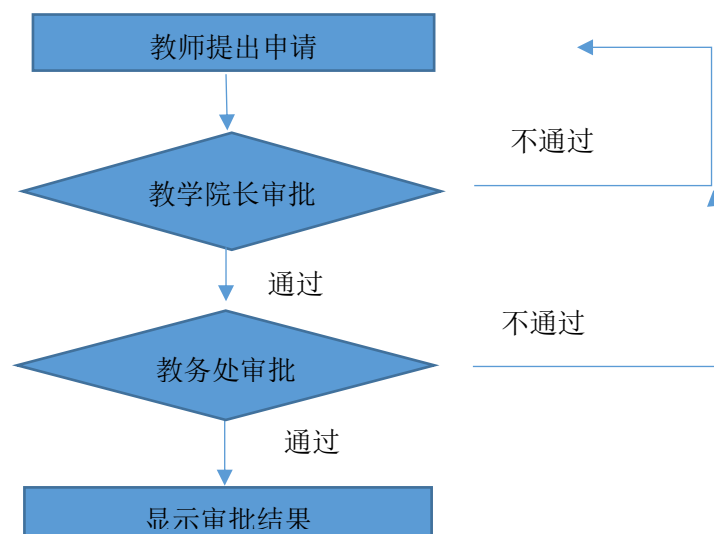 教师提出申请
不通过
教学院长审批
通过
不通过
教务处审批
通过
显示审批结果